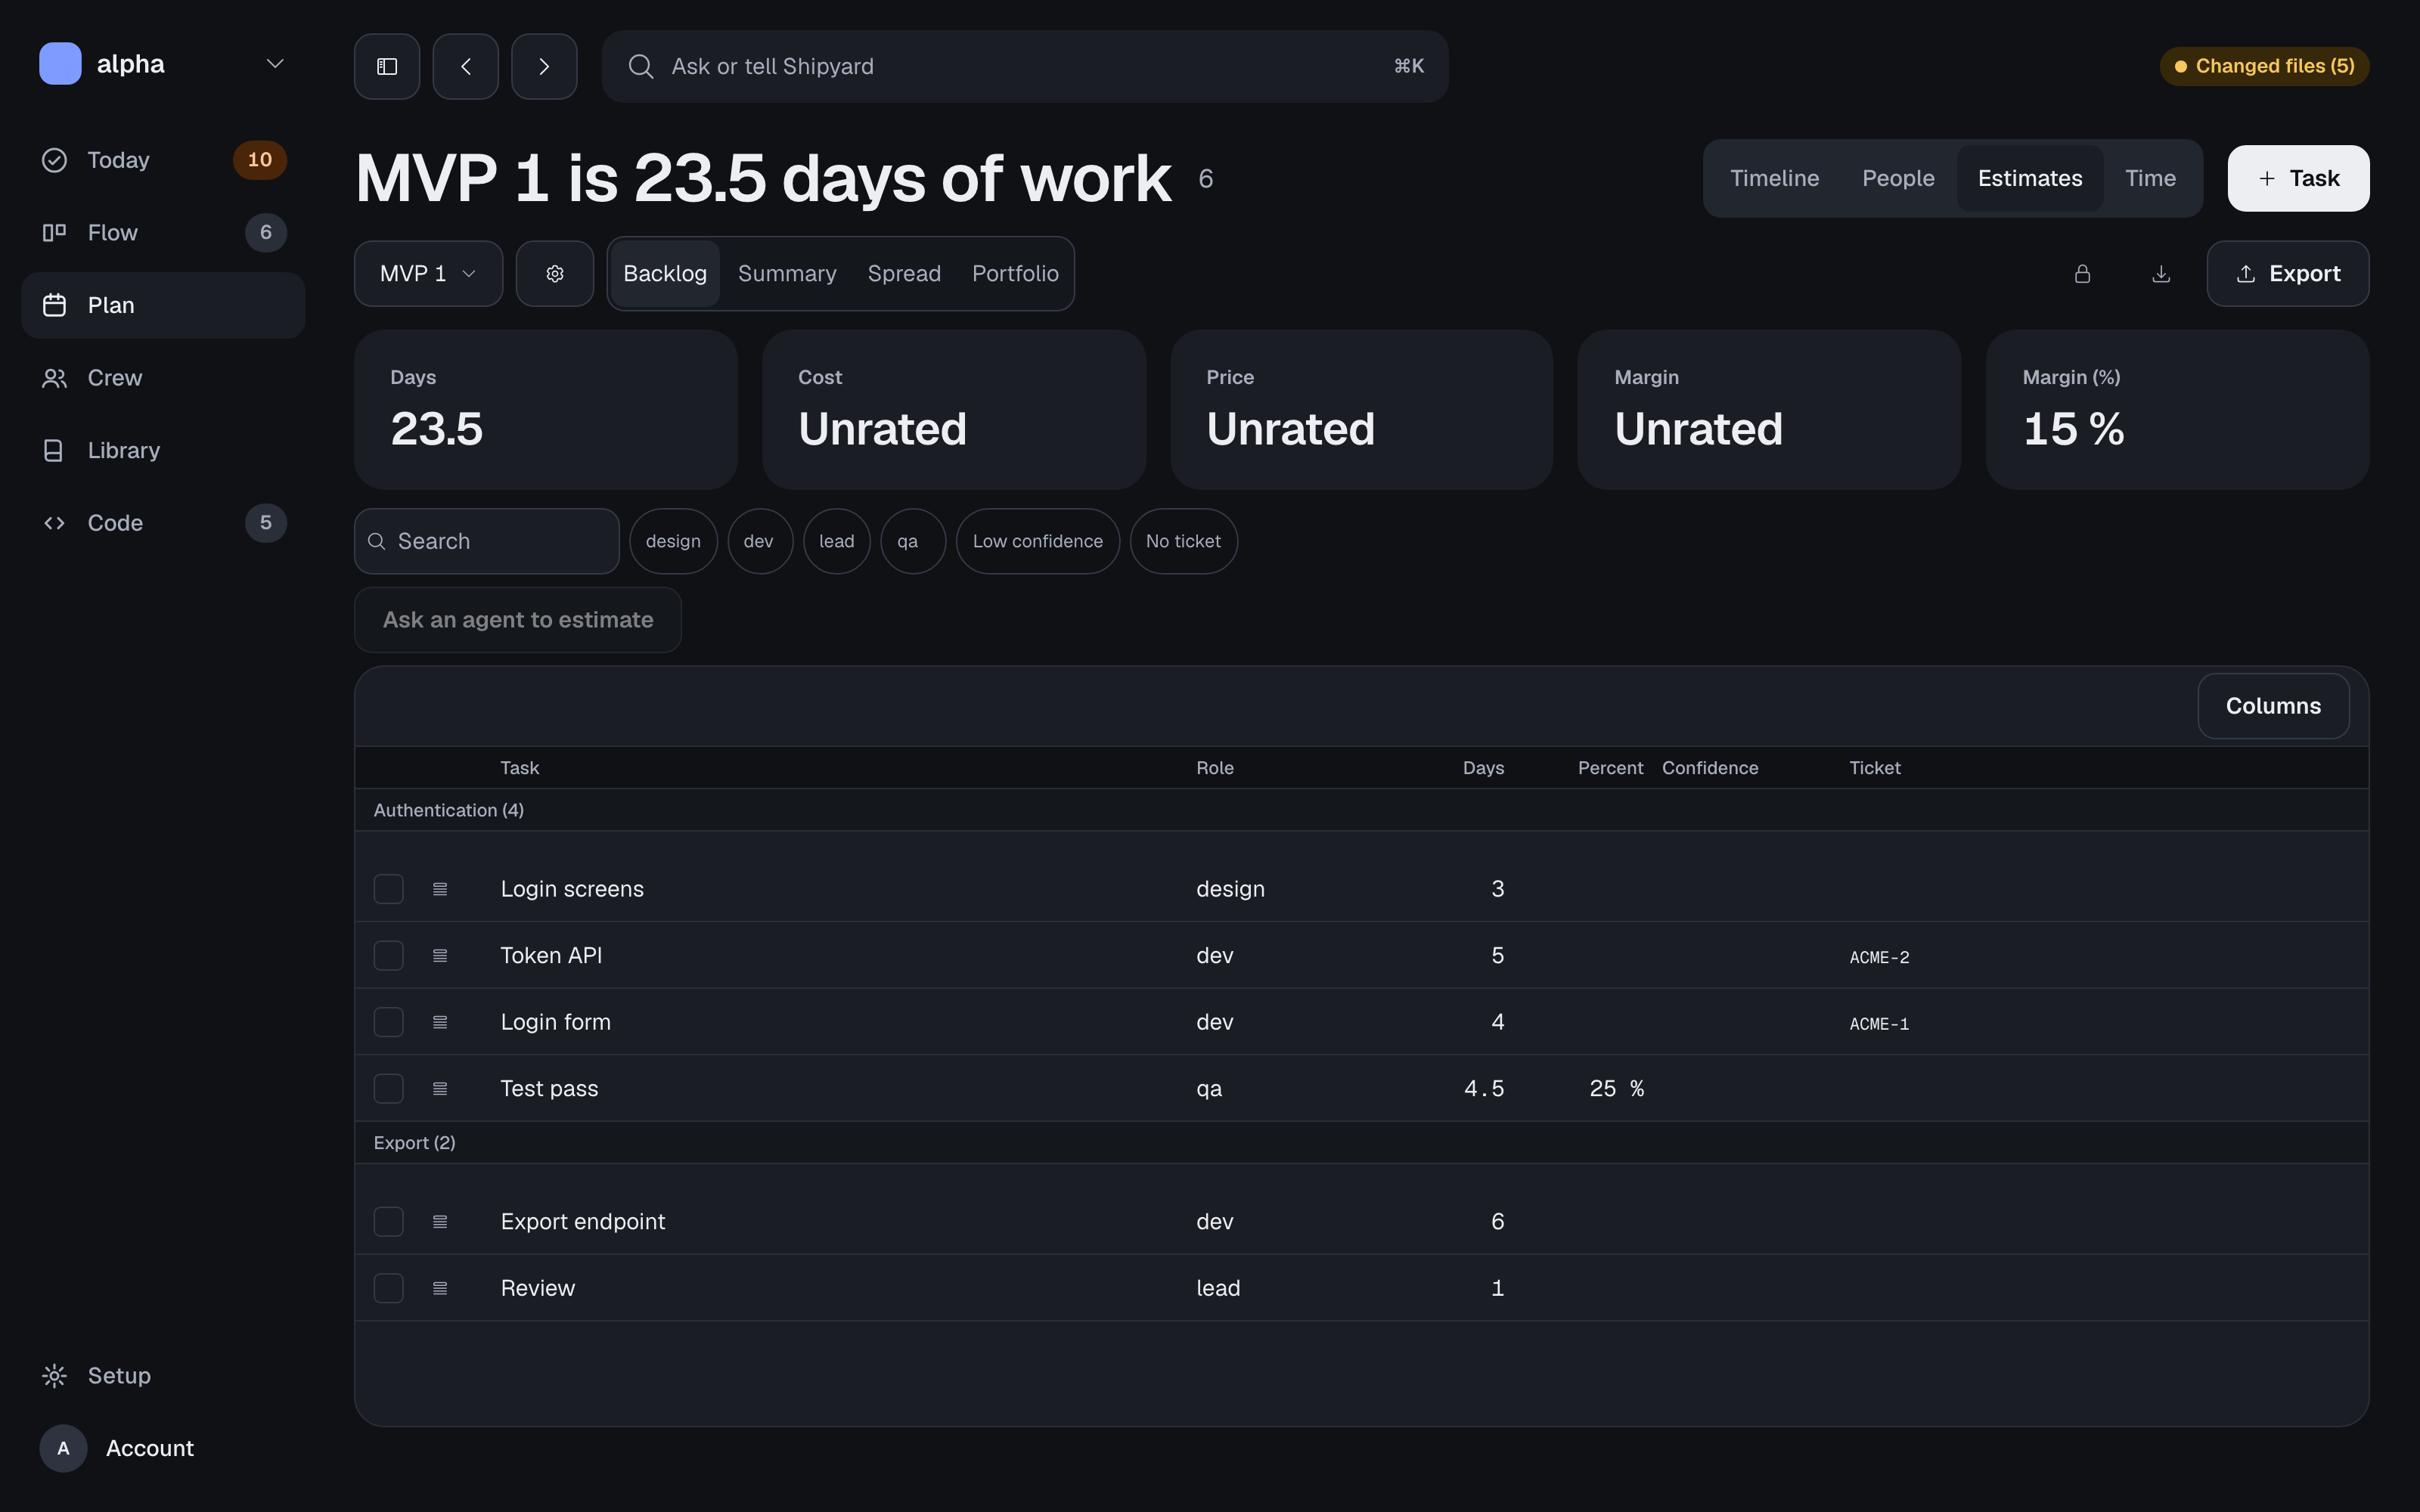 alpha
Ask or tell Shipyard ⌘K
Changed files (5)
Today 10
Flow 6
Plan
Crew
Library
Code 5
Setup
A Account
MVP 1 is 23.5 days of work 6
Timeline People Estimates Time
+ Task
MVP 1
Backlog Summary Spread Portfolio
Export
Days
23.5
Cost
Unrated
Price
Unrated
Margin
Unrated
Margin (%)
15 %
Search design dev lead qa Low confidence No ticket
Ask an agent to estimate
Columns
Task Role Days Percent Confidence Ticket
Authentication (4)
Login screens design 3
Token API dev 5 ACME-2
Login form dev 4 ACME-1
Test pass qa 4.5 25 %
Export (2)
Export endpoint dev 6
Review lead 1